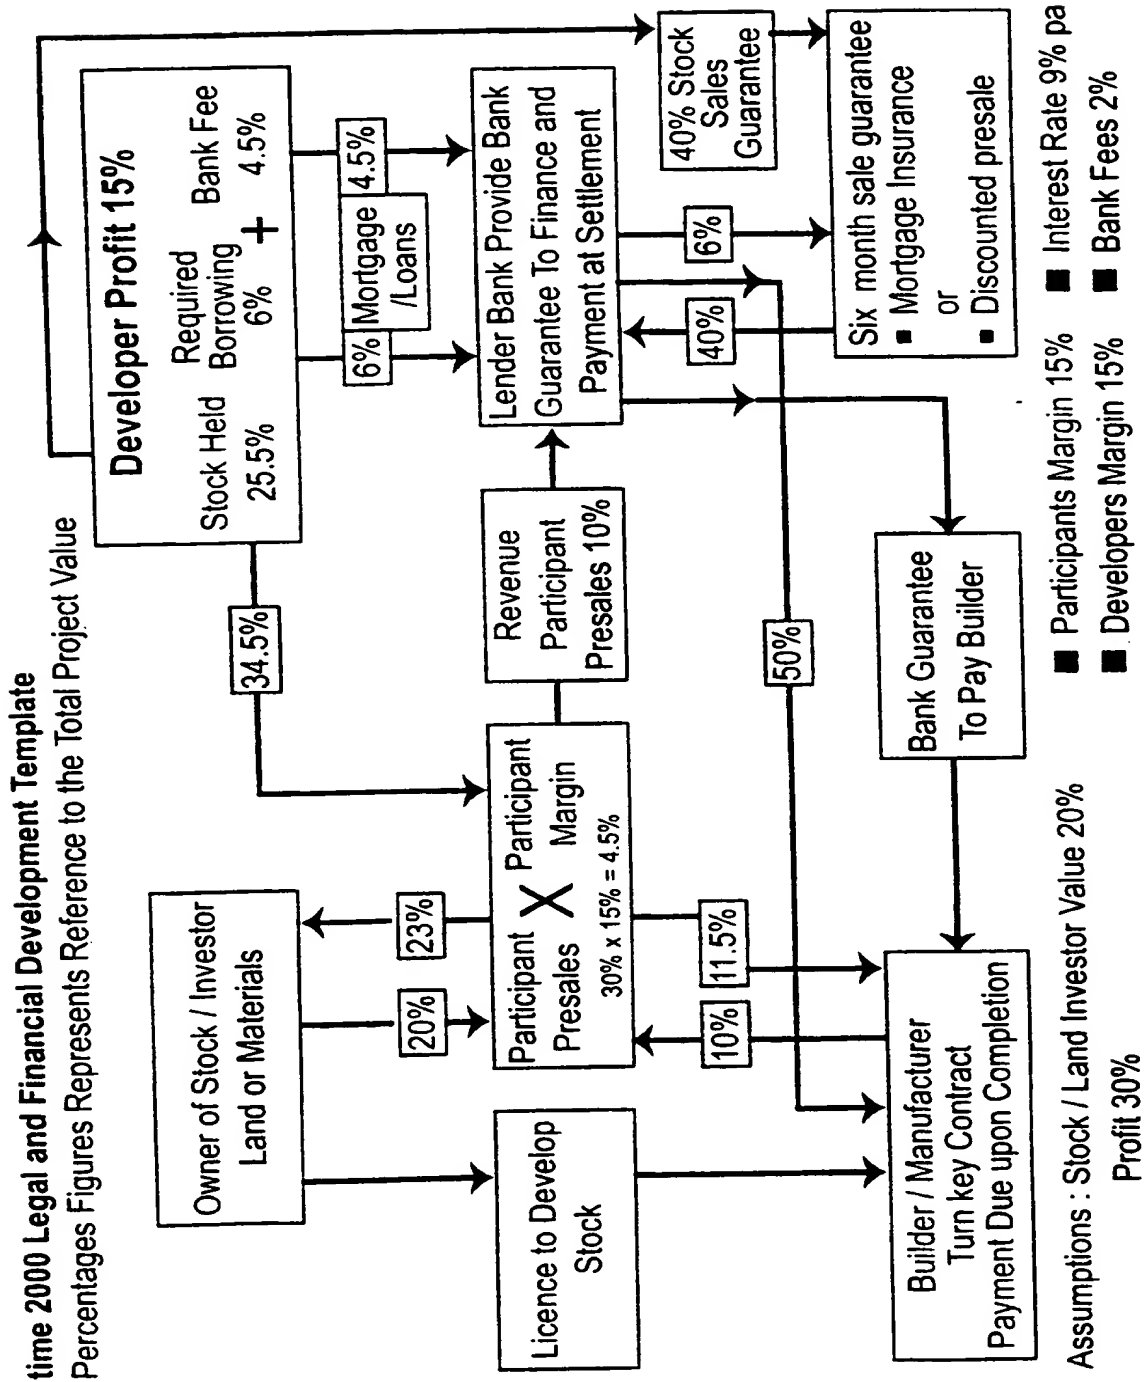 time 2000 Legal and Financial Development Template
Percentages Figures Represents Reference to the Total Project Value
Owner of Stock / Investor
Land or Materials
34.5%
Developer Profit 15%
Stock Held
25.5%
Required
Borrowing
6%
+
Bank Fee
4.5%
20%
23%
6%
Mortgage
/Loans
4.5%
Licence to Develop
Stock
Participant
Presales
X
Participant
Margin
30% x 15% = 4.5%
Revenue
Participant
Presales 10%
Lender Bank Provide Bank
Guarantee To Finance and
Payment at Settlement
40% Stock
Sales
Guarantee
10%
11.5%
50%
40%
6%
Builder / Manufacturer
Turn key Contract
Payment Due upon Completion
Bank Guarantee
To Pay Builder
Six month sale guarantee
■ Mortgage Insurance
or
■ Discounted presale
Assumptions : Stock / Land Investor Value 20%
Profit 30%
■ Participants Margin 15%
■ Developers Margin 15%
■ Interest Rate 9% pa
■ Bank Fees 2%